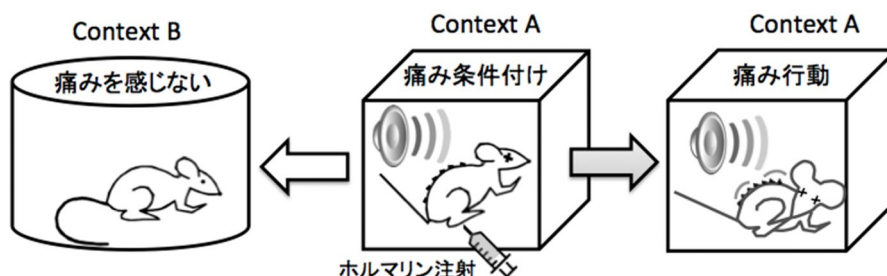 Context B
Context A
Context A
痛みを感じない
痛み条件付け
痛み行動
ホルマリン注射